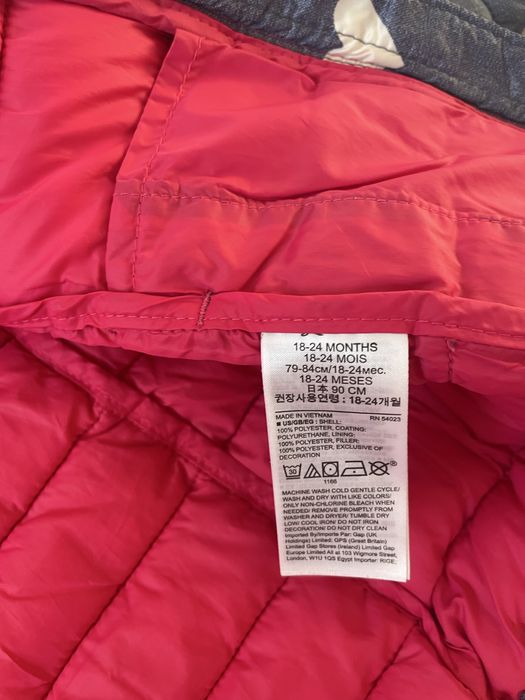 18-24 MONTHS
18-24 MOIS
79-84см/18-24мес.
18-24 MESES
日本 90 CM
권장사용연령 : 18-24개월
MADE IN VIETNAM
RN 54023
■ US/GB/EG : SHELL:
100% POLYESTER, COATING:
POLYURETHANE, LINING:
100% POLYESTER, FILLER:
100% POLYESTER, EXCLUSIVE OF
DECORATION
30
1166
MACHINE WASH COLD GENTLE CYCLE/
WASH AND DRY WITH LIKE COLORS/
ONLY NON-CHLORINE BLEACH WHEN
NEEDED/ REMOVE PROMPTLY FROM
WASHER AND DRYER/ TUMBLE DRY
LOW/ COOL IRON/ DO NOT IRON
DECORATION/ DO NOT DRY CLEAN
Imported By/Importado Por: Gap (UK
Holdings) Limited; GPS (Great Britain)
Limited Gap Stores (Ireland) Limited Gap
Europe Limited All at 103 Wigmore Street,
London, W1U 1QS Egypt Importer: RIGE;